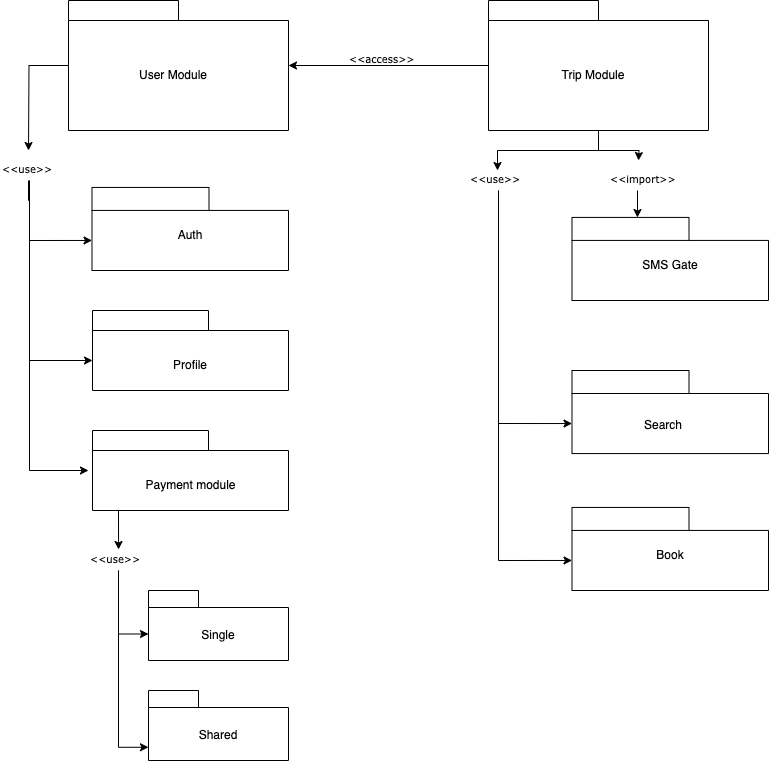 User Module
<<access>>
Trip Module
<<use>>
<<use>>
<<import>>
Auth
SMS Gate
Profile
Search
Payment module
Book
<<use>>
Single
Shared